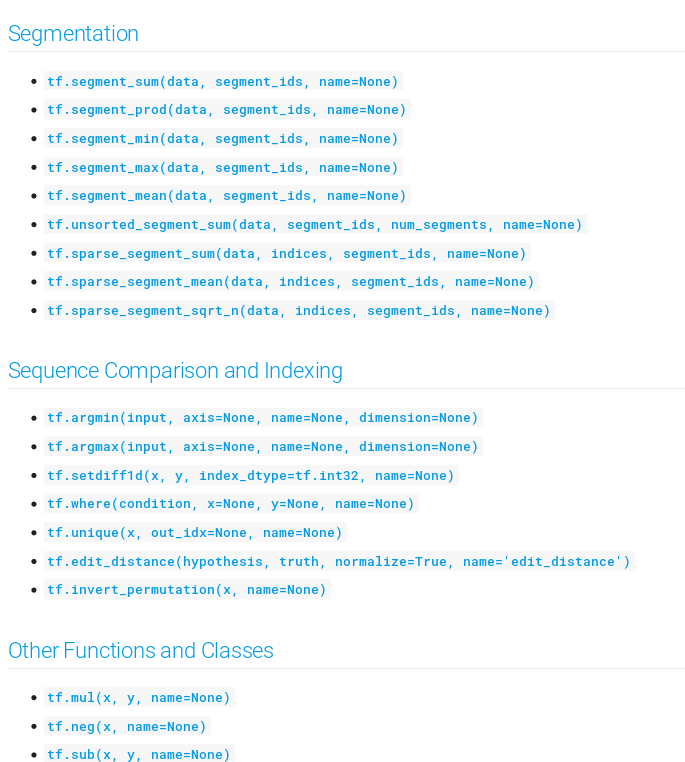 Segmentation
tf.segment_sum(data, segment_ids, name=None)
tf.segment_prod(data, segment_ids, name=None)
tf.segment_min(data, segment_ids, name=None)
tf.segment_max(data, segment_ids, name=None)
tf.segment_mean(data, segment_ids, name=None)
tf.unsorted_segment_sum(data, segment_ids, num_segments, name=None)
tf.sparse_segment_sum(data, indices, segment_ids, name=None)
tf.sparse_segment_mean(data, indices, segment_ids, name=None)
tf.sparse_segment_sqrt_n(data, indices, segment_ids, name=None)
Sequence Comparison and Indexing
tf.argmin(input, axis=None, name=None, dimension=None)
tf.argmax(input, axis=None, name=None, dimension=None)
tf.setdiff1d(x, y, index_dtype=tf.int32, name=None)
tf.where(condition, x=None, y=None, name=None)
tf.unique(x, out_idx=None, name=None)
tf.edit_distance(hypothesis, truth, normalize=True, name='edit_distance')
tf.invert_permutation(x, name=None)
Other Functions and Classes
tf.mul(x, y, name=None)
tf.neg(x, name=None)
tf.sub(x, y, name=None)